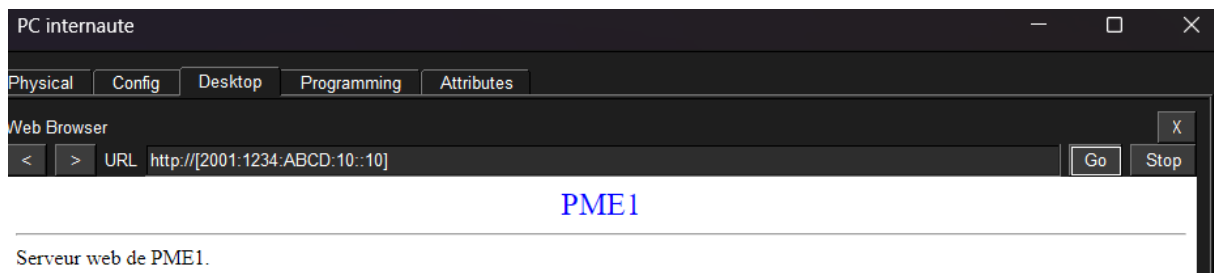 PC internaute
Physical Config Desktop Programming Attributes
Web Browser
X
< > URL http://[2001:1234:ABCD:10::10] Go Stop
PME1
Serveur web de PME1.